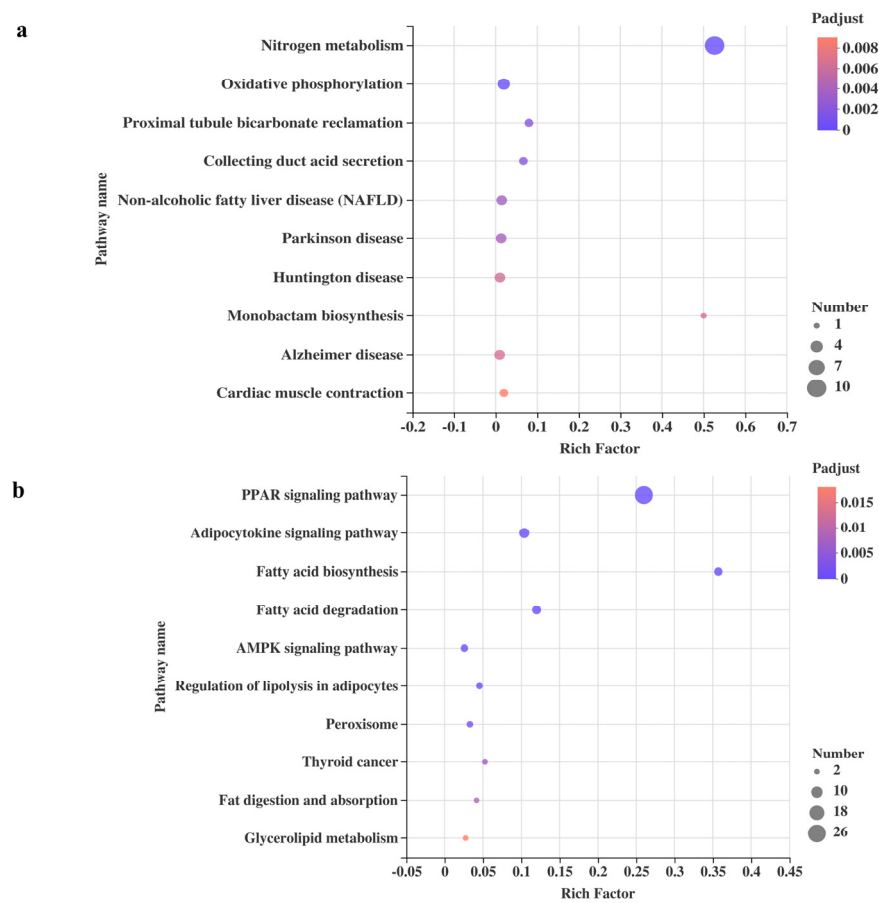 a
Padjust
Nitrogen metabolism
0.008
Oxidative phosphorylation
0.006
0.004
Proximal tubule bicarbonate reclamation
0.002
0
Collecting duct acid secretion
Non-alcoholic fatty liver disease (NAFLD)
Parkinson disease
Huntington disease
Monobactam biosynthesis
Alzheimer disease
Cardiac muscle contraction
Pathway name
Number
1
4
7
10
-0.2 -0.1 0 0.1 0.2 0.3 0.4 0.5 0.6 0.7
Rich Factor
b
Padjust
PPAR signaling pathway
0.015
Adipocytokine signaling pathway
0.01
0.005
Fatty acid biosynthesis
0
Fatty acid degradation
AMPK signaling pathway
Regulation of lipolysis in adipocytes
Peroxisome
Thyroid cancer
Fat digestion and absorption
Glycerolipid metabolism
Pathway name
Number
2
10
18
26
-0.05 0 0.05 0.1 0.15 0.2 0.25 0.3 0.35 0.4 0.45
Rich Factor